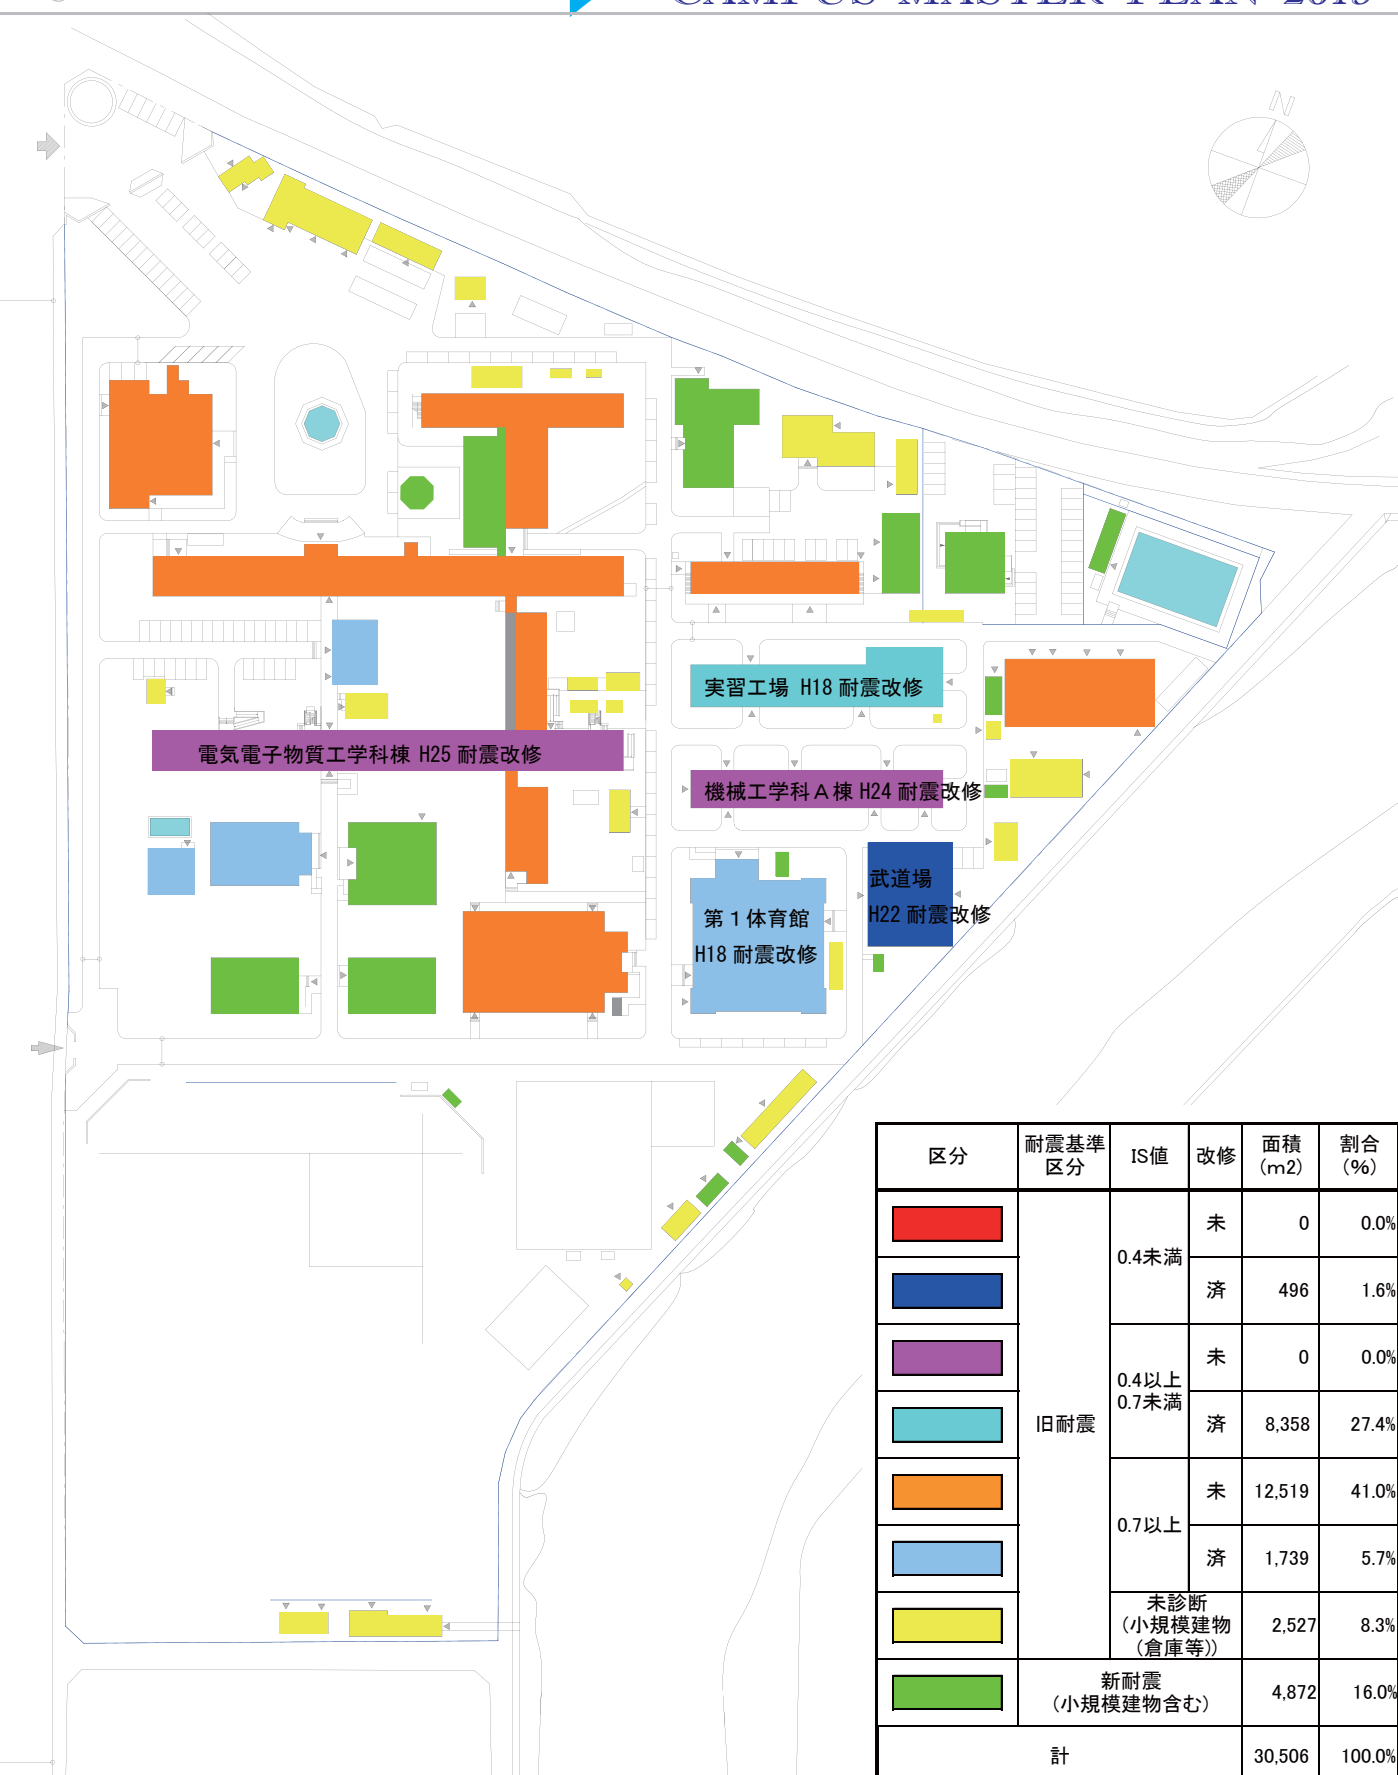 CAMPUS MASTER PLAN 2015
N
実習工場 H18 耐震改修
電気電子物質工学科棟 H25 耐震改修
機械工学科A棟 H24 耐震改修
武道場
H22 耐震改修
第1体育館
H18 耐震改修
区分 耐震基準区分 IS値 改修 面積(m2) 割合(%)
旧耐震
0.4未満
未 0 0.0%
済 496 1.6%
0.4以上
0.7未満
未 0 0.0%
済 8,358 27.4%
0.7以上
未 12,519 41.0%
済 1,739 5.7%
未診断
(小規模建物
(倉庫等))
2,527 8.3%
新耐震
(小規模建物含む)
4,872 16.0%
計 30,506 100.0%